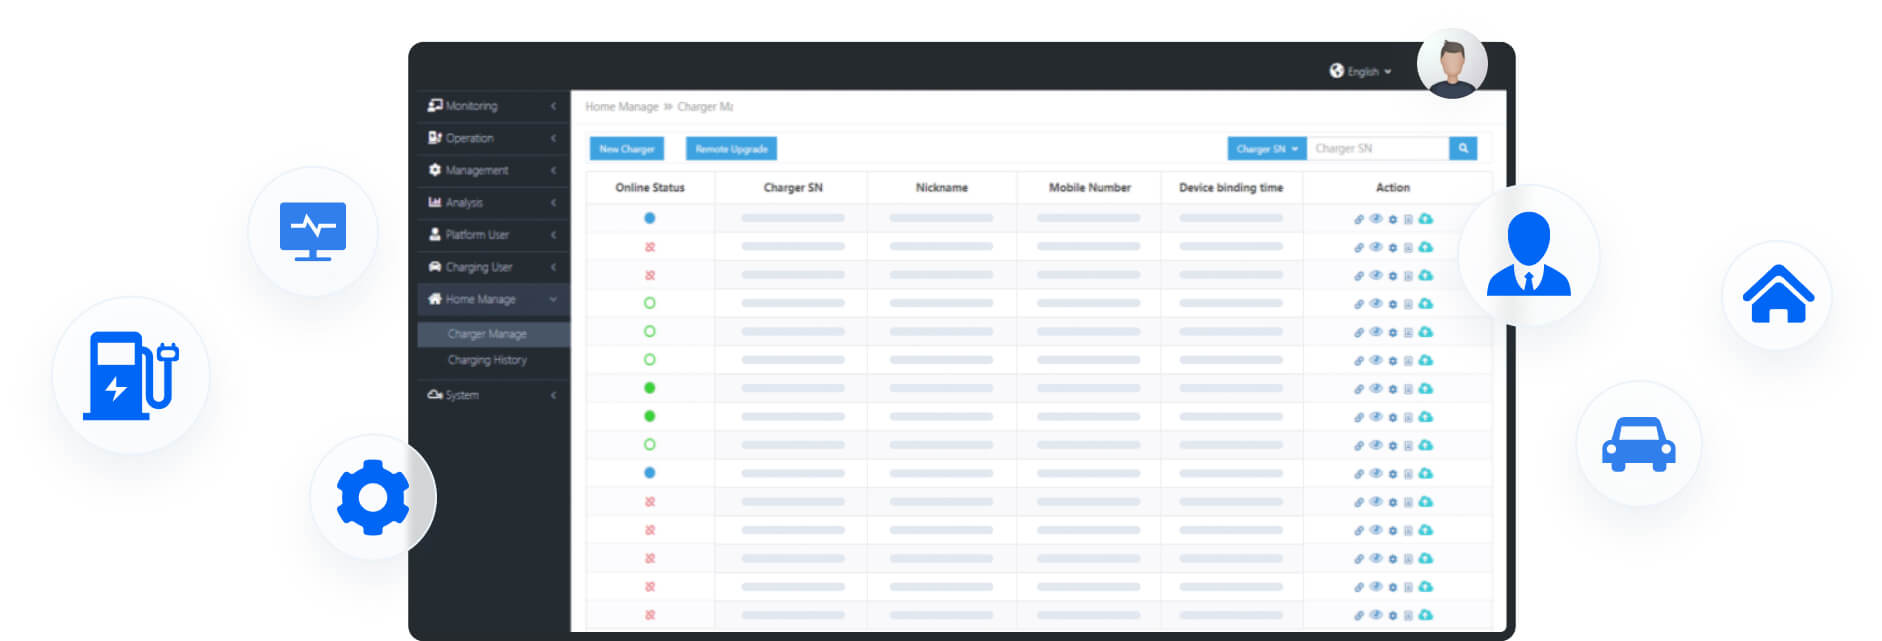 English
Monitoring
Operation
Management
Analysis
Platform User
Charging User
Home Manage
Charger Manage
Charging History
System
Home Manage » Charger Ma
New Charger
Remote Upgrade
Charger SN
Charger SN
Online Status Charger SN Nickname Mobile Number Device binding time Action